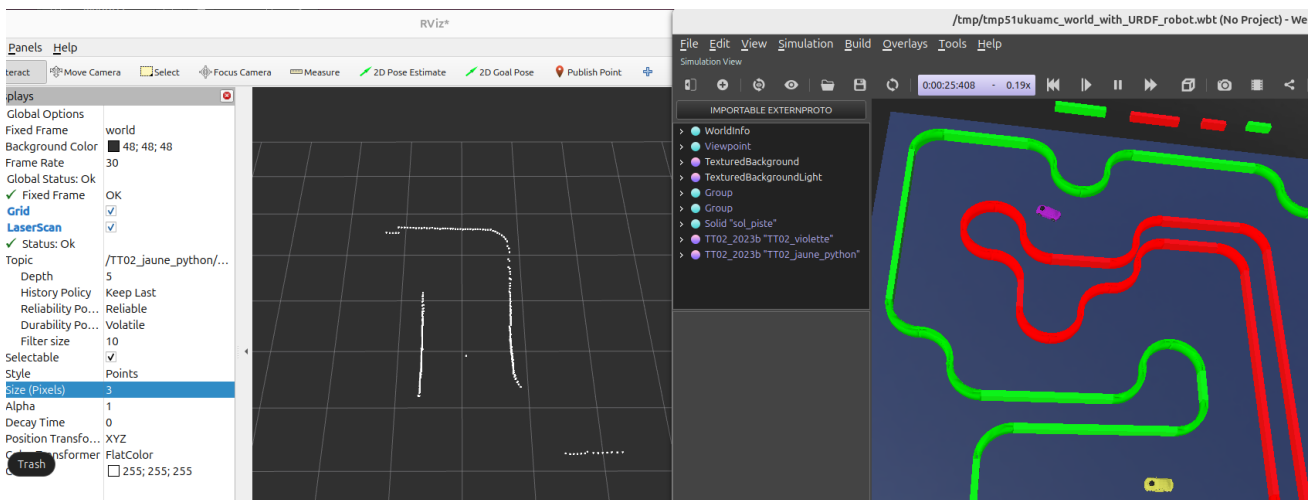 RViz*
Panels Help
teract Move Camera Select Focus Camera Measure 2D Pose Estimate 2D Goal Pose Publish Point
splays
Global Options
Fixed Frame world
Background Color 48; 48; 48
Frame Rate 30
Global Status: Ok
Fixed Frame OK
Grid
LaserScan
Status: Ok
Topic /TT02_jaune_python/...
Depth 5
History Policy Keep Last
Reliability Po... Reliable
Durability Po... Volatile
Filter size 10
Selectable
Style Points
Size (Pixels) 3
Alpha 1
Decay Time 0
Position Transfo... XYZ
Transformer FlatColor
Trash
255; 255; 255
/tmp/tmp51ukuamc_world_with_URDF_robot.wbt (No Project) - We
File Edit View Simulation Build Overlays Tools Help
Simulation View
0:00:25:408 - 0.19x
IMPORTABLE EXTERNPROTO
WorldInfo
Viewpoint
TexturedBackground
TexturedBackgroundLight
Group
Group
Solid "sol_piste"
TT02_2023b "TT02_violette"
TT02_2023b "TT02_jaune_python"